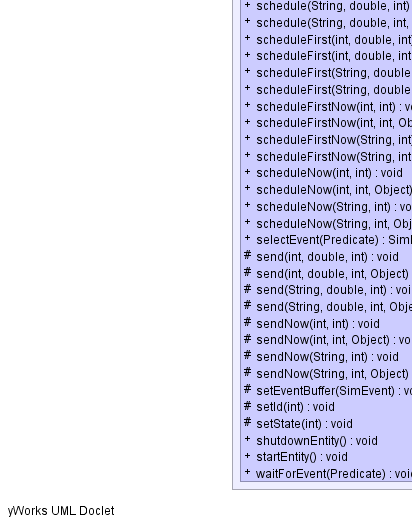 + schedule(String, double, int)
+ schedule(String, double, int,
+ scheduleFirst(int, double, int
+ scheduleFirst(int, double, int
+ scheduleFirst(String, double
+ scheduleFirst(String, double
+ scheduleFirstNow(int, int) : v
+ scheduleFirstNow(int, int, Ob
+ scheduleFirstNow(String, int
+ scheduleFirstNow(String, int
+ scheduleNow(int, int) : void
+ scheduleNow(int, int, Object)
+ scheduleNow(String, int) : vo
+ scheduleNow(String, int, Obj
+ selectEvent(Predicate) : SimE
# send(int, double, int) : void
# send(int, double, int, Object)
# send(String, double, int) : voi
# send(String, double, int, Obje
# sendNow(int, int) : void
# sendNow(int, int, Object) : vo
# sendNow(String, int) : void
# sendNow(String, int, Object)
# setEventBuffer(SimEvent) : vo
# setId(int) : void
# setState(int) : void
+ shutdownEntity() : void
+ startEntity() : void
+ waitForEvent(Predicate) : voi
yWorks UML Doclet